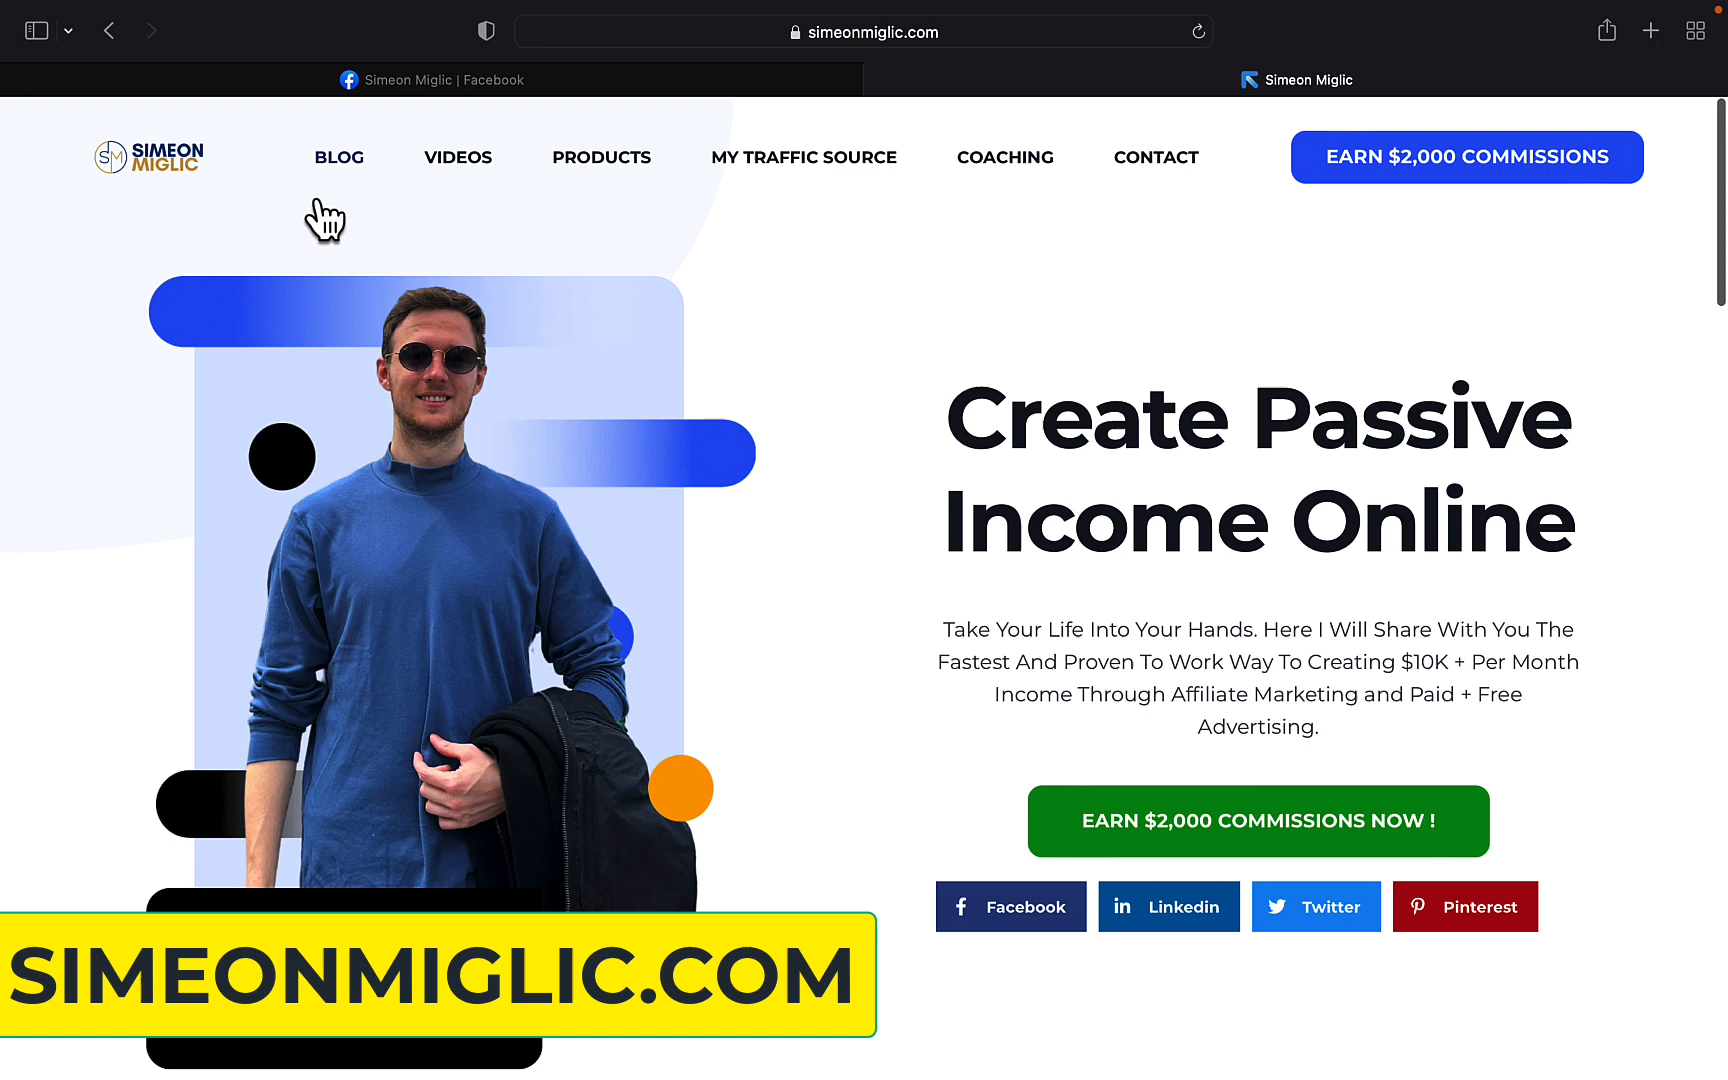 simeonmiglic.com
Simeon Miglic | Facebook
Simeon Miglic
SM
SIMEON
MIGLIC
BLOG
VIDEOS
PRODUCTS
MY TRAFFIC SOURCE
COACHING
CONTACT
EARN $2,000 COMMISSIONS
Create Passive
Income Online
Take Your Life Into Your Hands. Here I Will Share With You The
Fastest And Proven To Work Way To Creating $10K + Per Month
Income Through Affiliate Marketing and Paid + Free
Advertising.
EARN $2,000 COMMISSIONS NOW !
Facebook
Linkedin
Twitter
Pinterest
SIMEONMIGLIC.COM